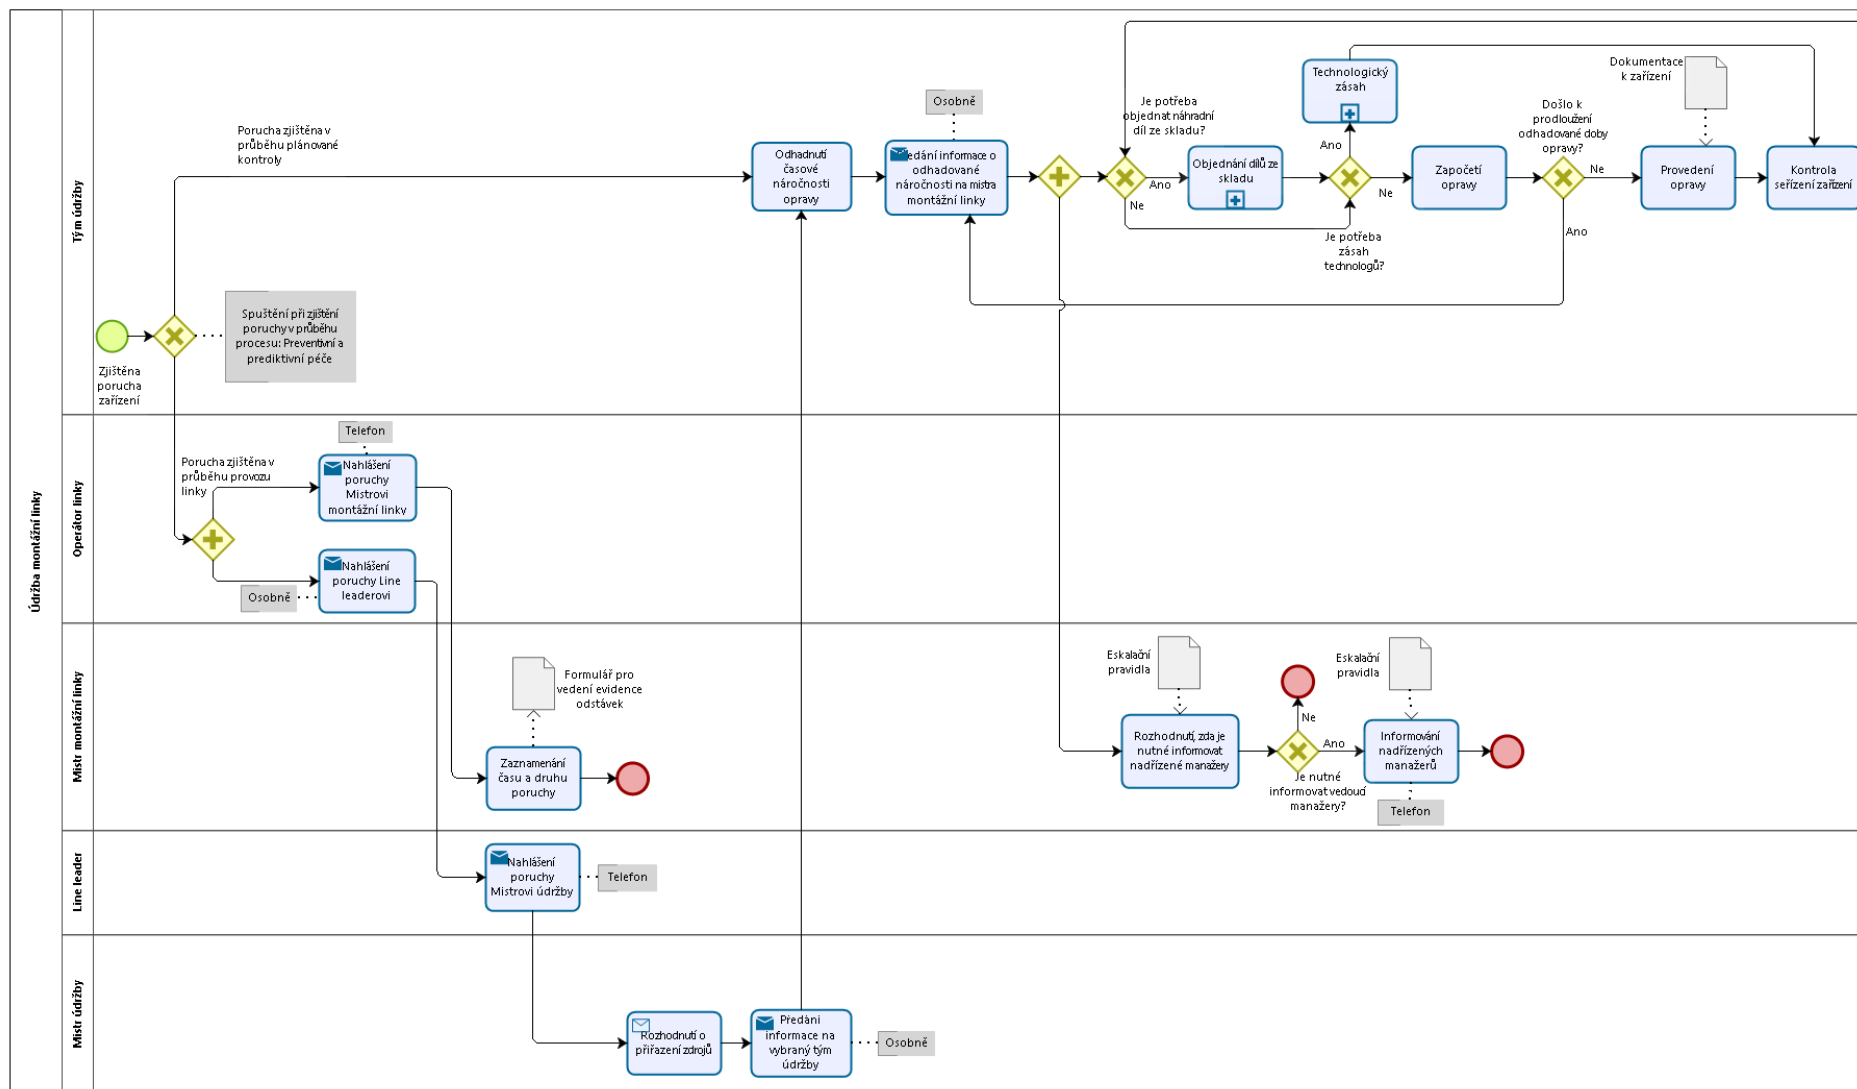 Údržba montážní linky
Tým údržby
Porucha zjištěna v
průběhu plánované
kontroly
Spuštění při zjištění
poruchy v průběhu
procesu: Preventivní a
prediktivní péče
Zjištěna
porucha
zařízení
Odhadnutí
časové
náročnosti
opravy
Osobně
edání informace o
odhadované
náročnosti na mistra
montážní linky
Je potřeba
objednat náhradní
díl ze skladu?
Ano
Ne
Objednání dílů ze
skladu
Technologický
zásah
Ano
Ne
Je potřeba
zásah
technologů?
Započetí
opravy
Došlo k
prodloužení
odhadované doby
opravy?
Ne
Ano
Dokumentace
k zařízení
Provedení
opravy
Kontrola
seřízení zařízení
Operátor linky
Porucha zjištěna v
průběhu provozu
linky
Telefon
Nahlášení
poruchy
Mistrovi
montážní linky
Nahlášení
poruchy Line
leaderovi
Osobně
Mistr montážní linky
Formulář pro
vedení evidence
odstávek
Zaznamenání
času a druhu
poruchy
Eskalační
pravidla
Rozhodnutí, zda je
nutné informovat
nadřízené manažery
Ne
Ano
Je nutné
informovat vedoucí
manažery?
Eskalační
pravidla
Informování
nadřízených
manažerů
Telefon
Line leader
Nahlášení
poruchy
Mistrovi údržby
Telefon
Mistr údržby
Rozhodnutí o
přiřazení zdrojů
Předání
informace na
vybraný tým
údržby
Osobně